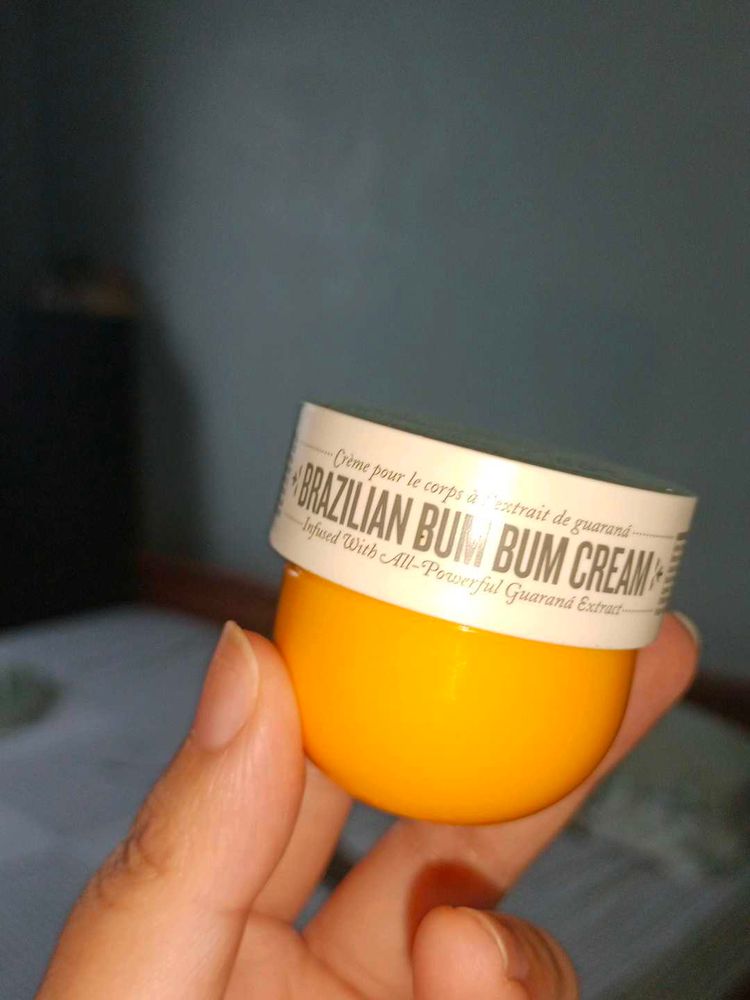 Crème pour le corps à l'extrait de guaraná
BRAZILIAN BUM BUM CREAM
Infused With All-Powerful Guaraná Extract